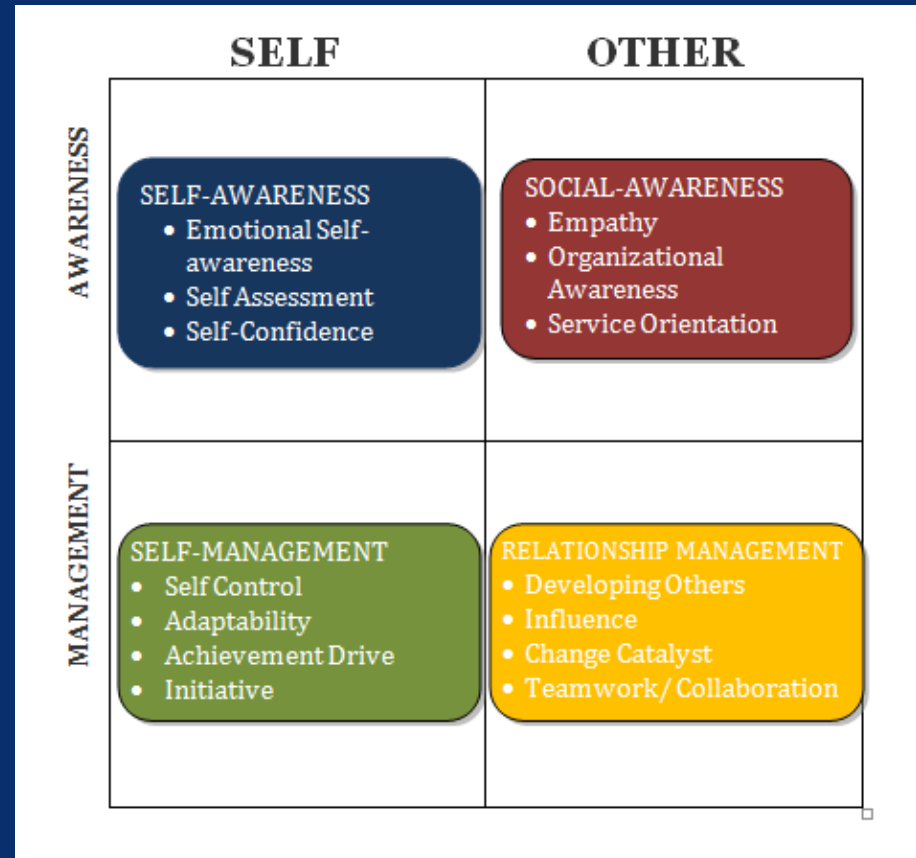 SELF
OTHER
AWARENESS
SELF-AWARENESS
• Emotional Self-
awareness
• Self Assessment
• Self-Confidence
SOCIAL-AWARENESS
• Empathy
• Organizational
Awareness
• Service Orientation
MANAGEMENT
SELF-MANAGEMENT
• Self Control
• Adaptability
• Achievement Drive
• Initiative
RELATIONSHIP MANAGEMENT
• Developing Others
• Influence
• Change Catalyst
• Teamwork/ Collaboration